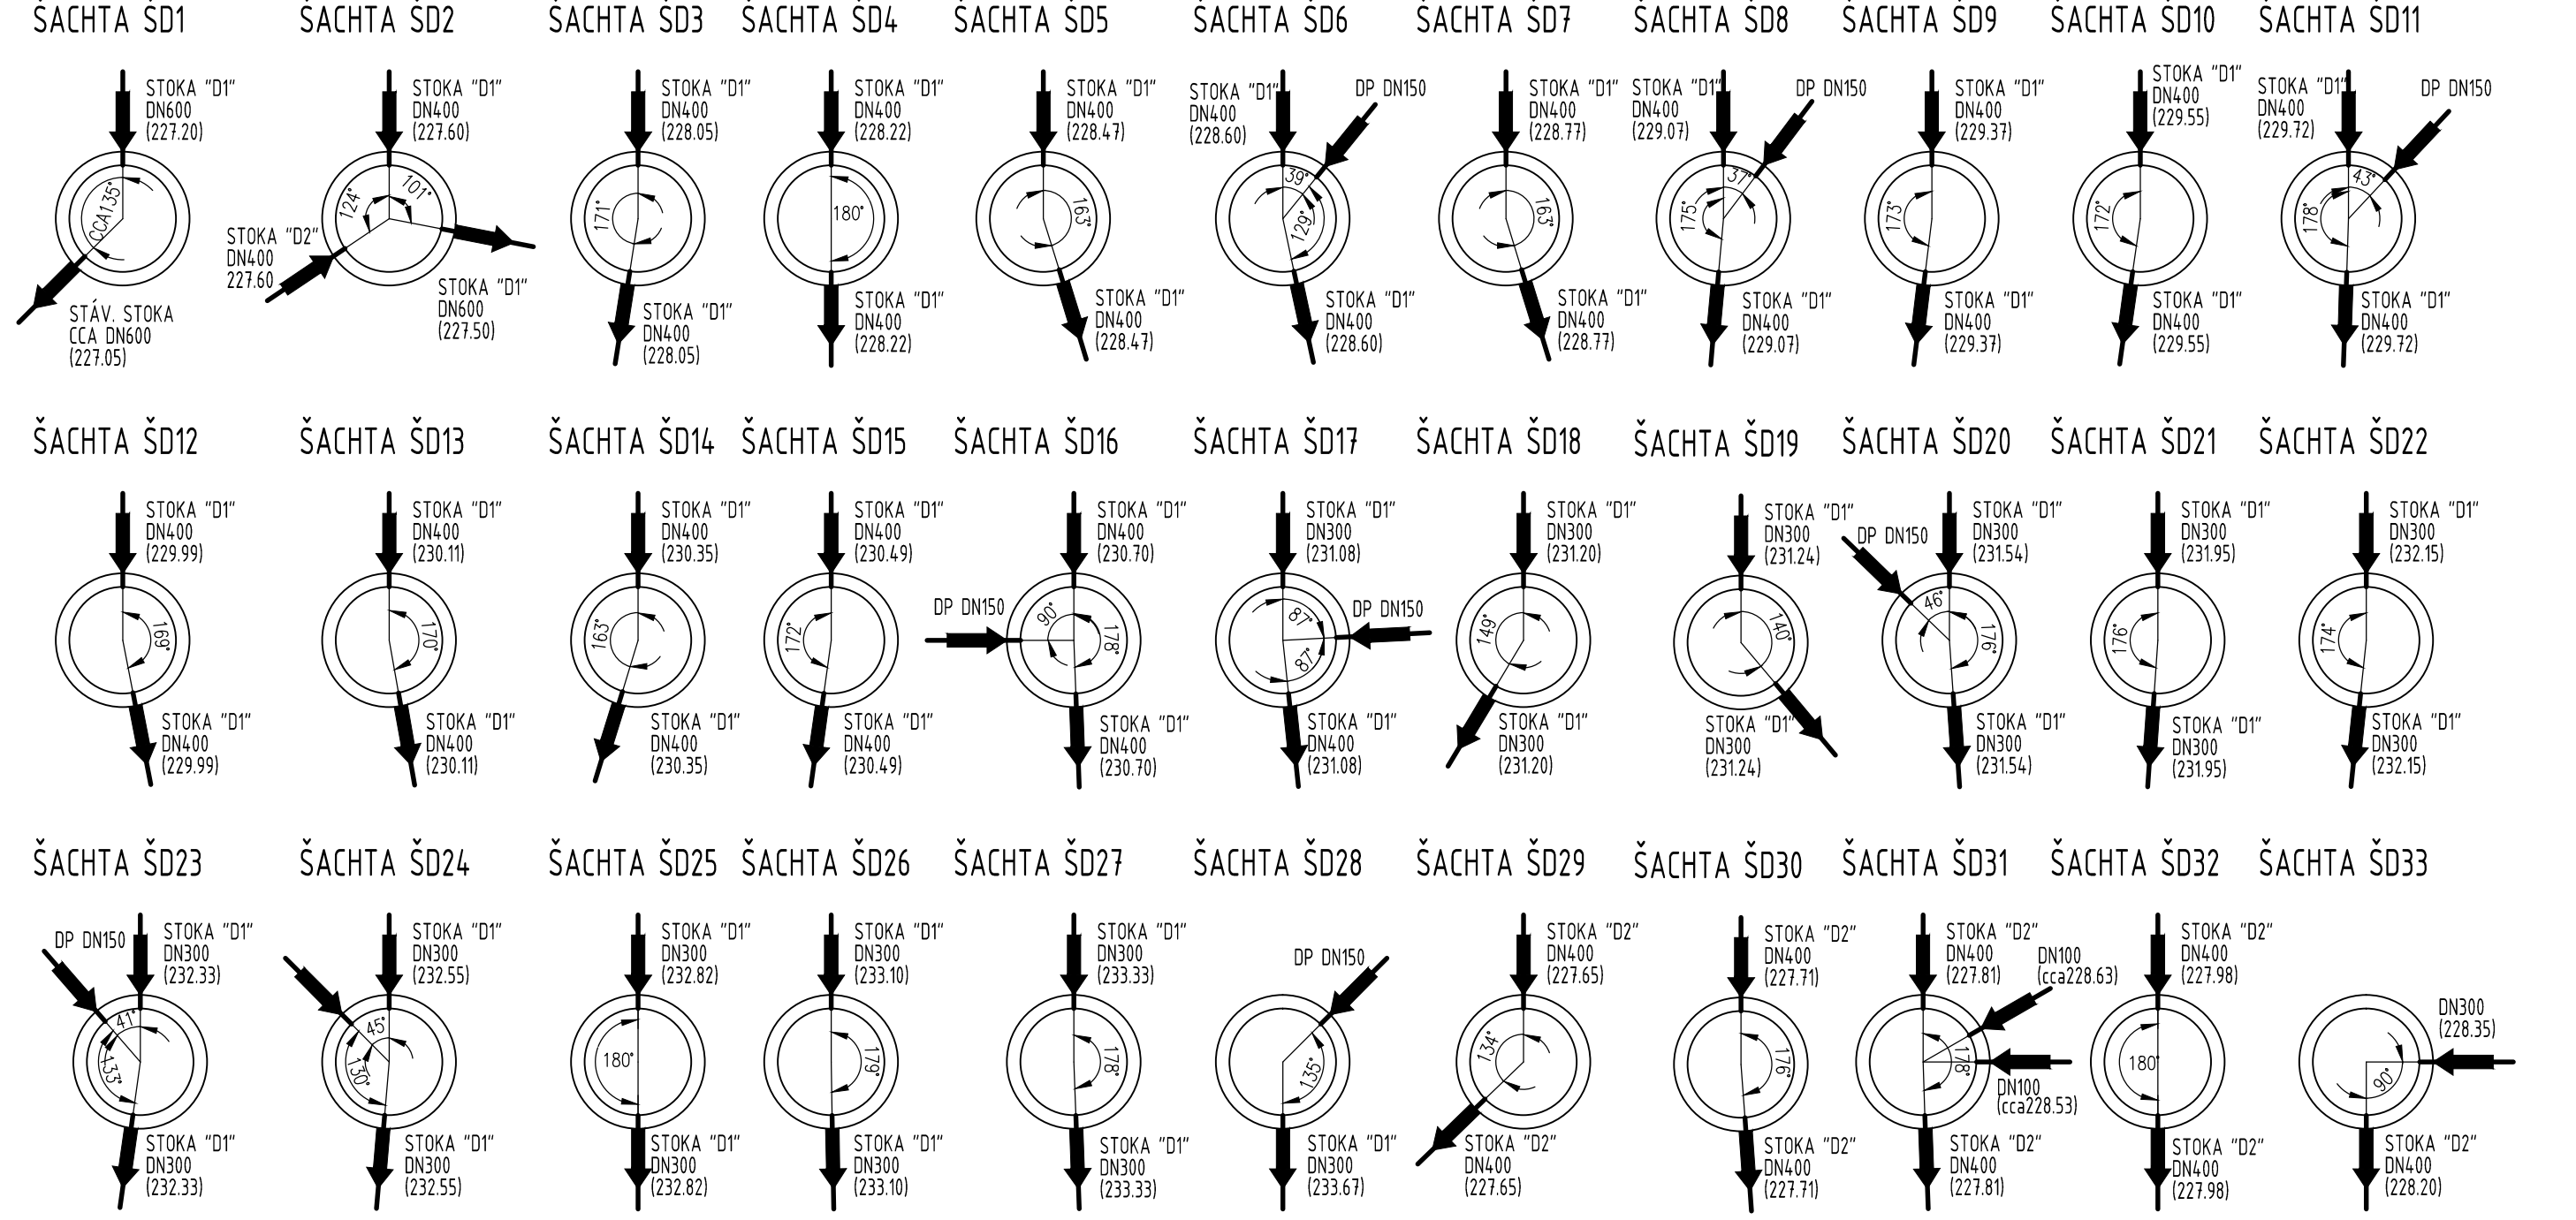 ŠACHTA ŠD1
STOKA "D1"
DN600
(227.20)
CCA135°
STÁV. STOKA
CCA DN600
(227.05)
ŠACHTA ŠD2
STOKA "D1"
DN400
(227.60)
124°
101°
STOKA "D2"
DN400
227.60
STOKA "D1"
DN600
(227.50)
ŠACHTA ŠD3
STOKA "D1"
DN400
(228.05)
171°
STOKA "D1"
DN400
(228.05)
ŠACHTA ŠD4
STOKA "D1"
DN400
(228.22)
180°
STOKA "D1"
DN400
(228.22)
ŠACHTA ŠD5
STOKA "D1"
DN400
(228.47)
163°
STOKA "D1"
DN400
(228.47)
ŠACHTA ŠD6
STOKA "D1"
DN400
(228.60)
DP DN150
39°
129°
STOKA "D1"
DN400
(228.60)
ŠACHTA ŠD7
STOKA "D1"
DN400
(228.77)
163°
STOKA "D1"
DN400
(228.77)
ŠACHTA ŠD8
STOKA "D1"
DN400
(229.07)
DP DN150
37°
175°
STOKA "D1"
DN400
(229.07)
ŠACHTA ŠD9
STOKA "D1"
DN400
(229.37)
173°
STOKA "D1"
DN400
(229.37)
ŠACHTA ŠD10
STOKA "D1"
DN400
(229.55)
172°
STOKA "D1"
DN400
(229.55)
ŠACHTA ŠD11
STOKA "D1"
DN400
(229.72)
DP DN150
43°
178°
STOKA "D1"
DN400
(229.72)
ŠACHTA ŠD12
STOKA "D1"
DN400
(229.99)
169°
STOKA "D1"
DN400
(229.99)
ŠACHTA ŠD13
STOKA "D1"
DN400
(230.11)
170°
STOKA "D1"
DN400
(230.11)
ŠACHTA ŠD14
STOKA "D1"
DN400
(230.35)
163°
STOKA "D1"
DN400
(230.35)
ŠACHTA ŠD15
STOKA "D1"
DN400
(230.49)
172°
STOKA "D1"
DN400
(230.49)
ŠACHTA ŠD16
STOKA "D1"
DN400
(230.70)
DP DN150
90°
178°
STOKA "D1"
DN400
(230.70)
ŠACHTA ŠD17
STOKA "D1"
DN300
(231.08)
DP DN150
87°
87°
STOKA "D1"
DN400
(231.08)
ŠACHTA ŠD18
STOKA "D1"
DN300
(231.20)
149°
STOKA "D1"
DN300
(231.20)
ŠACHTA ŠD19
STOKA "D1"
DN300
(231.24)
140°
STOKA "D1"
DN300
(231.24)
ŠACHTA ŠD20
STOKA "D1"
DN300
(231.54)
DP DN150
46°
176°
STOKA "D1"
DN300
(231.54)
ŠACHTA ŠD21
STOKA "D1"
DN300
(231.95)
176°
STOKA "D1"
DN300
(231.95)
ŠACHTA ŠD22
STOKA "D1"
DN300
(232.15)
174°
STOKA "D1"
DN300
(232.15)
ŠACHTA ŠD23
STOKA "D1"
DN300
(232.33)
DP DN150
41°
133°
STOKA "D1"
DN300
(232.33)
ŠACHTA ŠD24
STOKA "D1"
DN300
(232.55)
45°
130°
STOKA "D1"
DN300
(232.55)
ŠACHTA ŠD25
STOKA "D1"
DN300
(232.82)
180°
STOKA "D1"
DN300
(232.82)
ŠACHTA ŠD26
STOKA "D1"
DN300
(233.10)
179°
STOKA "D1"
DN300
(233.10)
ŠACHTA ŠD27
STOKA "D1"
DN300
(233.33)
178°
STOKA "D1"
DN300
(233.33)
ŠACHTA ŠD28
DP DN150
135°
STOKA "D1"
DN300
(233.67)
ŠACHTA ŠD29
STOKA "D2"
DN400
(227.65)
134°
STOKA "D2"
DN400
(227.65)
ŠACHTA ŠD30
STOKA "D2"
DN400
(227.71)
176°
STOKA "D2"
DN400
(227.71)
ŠACHTA ŠD31
STOKA "D2"
DN400
(227.81)
DN100
(cca228.63)
178°
DN100
(cca228.53)
STOKA "D2"
DN400
(227.81)
ŠACHTA ŠD32
STOKA "D2"
DN400
(227.98)
180°
STOKA "D2"
DN400
(227.98)
ŠACHTA ŠD33
DN300
(228.35)
90°
STOKA "D2"
DN400
(228.20)